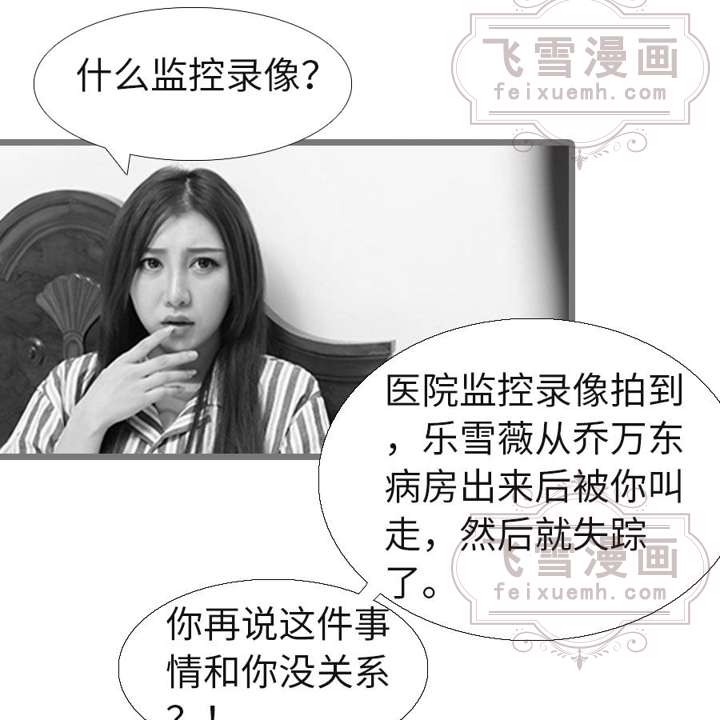 飞雪漫画
feixuemh.com
什么监控录像？
医院监控录像拍到
，乐雪薇从乔万东
病房出来后被你叫
走，然后就失踪
了。
飞雪漫画
feixuemh.com
你再说这件事
情和你没关系
？！